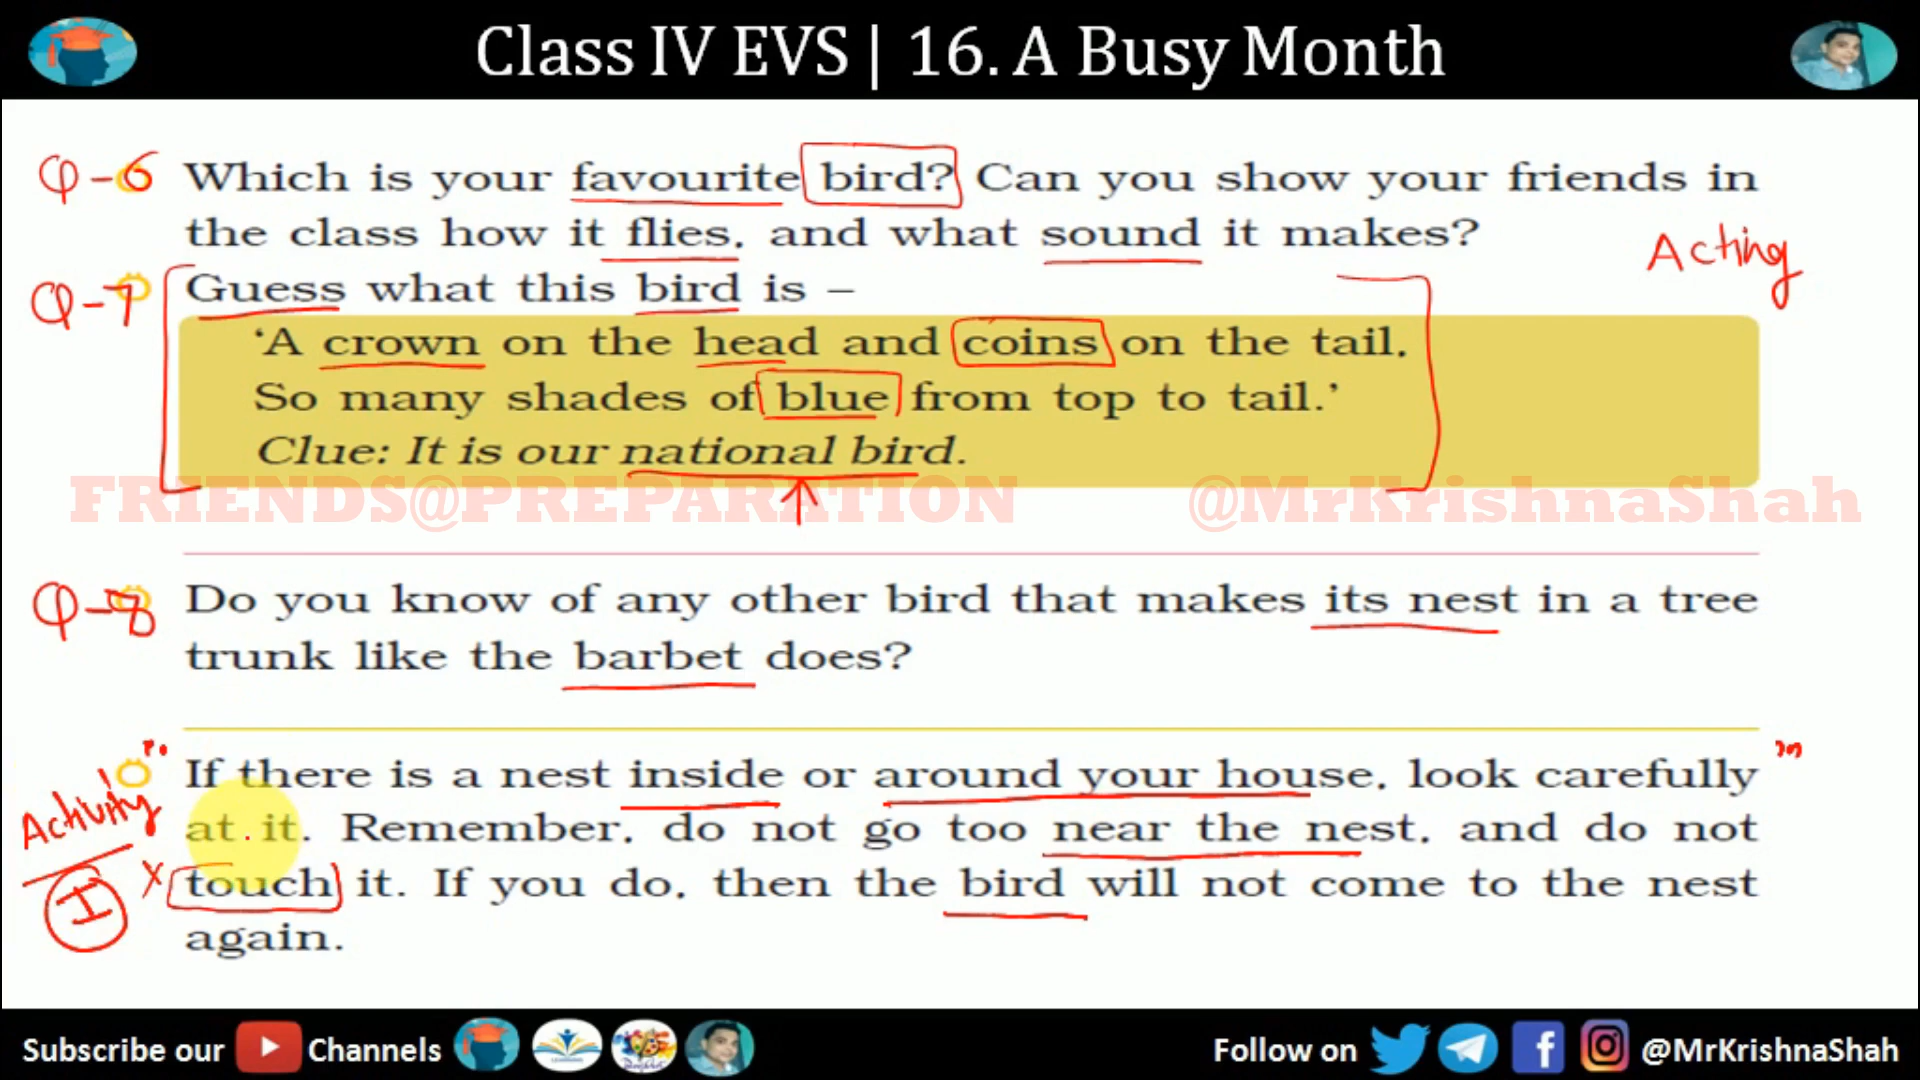 Class IV EVS | 16. A Busy Month
Q-6 Which is your favourite bird? Can you show your friends in
the class how it flies, and what sound it makes?
Acting
Q-7 Guess what this bird is –
‘A crown on the head and coins on the tail,
So many shades of blue from top to tail.’
Clue: It is our national bird.
FRIENDS@PREPARATION @MrKrishnaShah
Q-8 Do you know of any other bird that makes its nest in a tree
trunk like the barbet does?
If there is a nest inside or around your house, look carefully
Activity at it. Remember, do not go too near the nest, and do not
I x touch it. If you do, then the bird will not come to the nest
again.
Subscribe our Channels Follow on @MrKrishnaShah